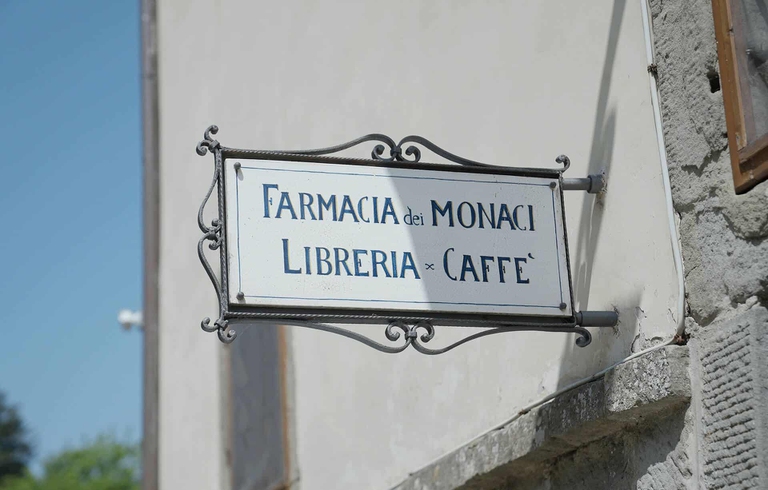 FARMACIA dei MONACI
LIBRERIA × CAFFE`